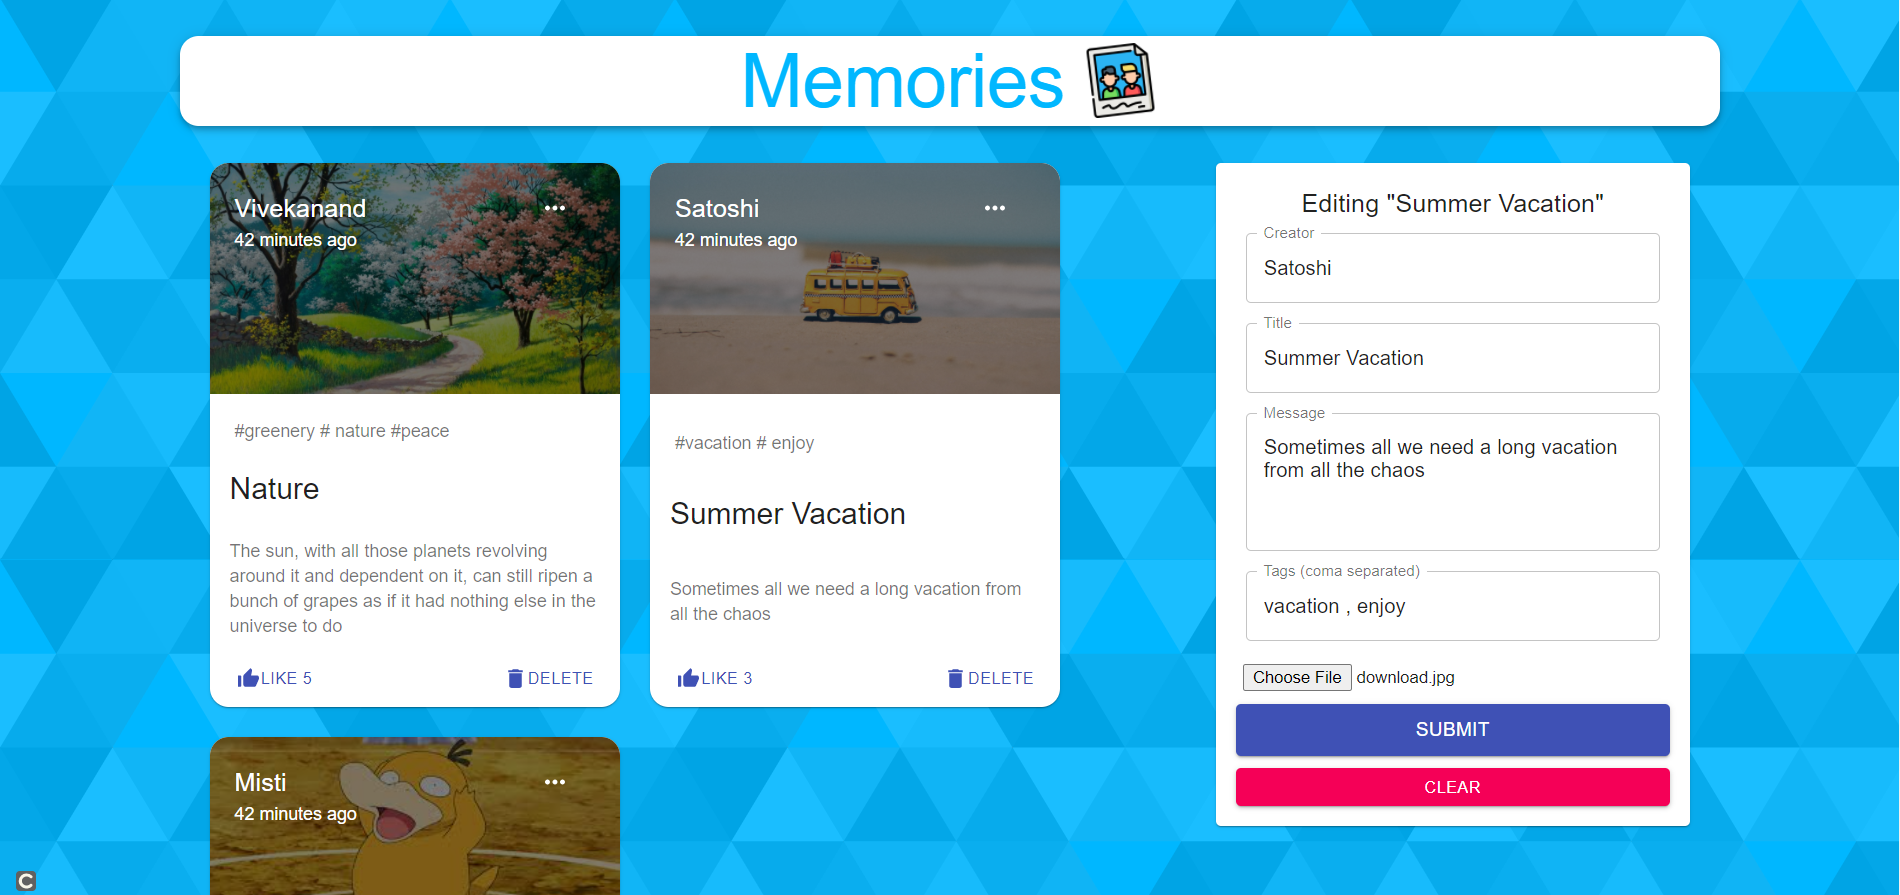 Memories
Vivekanand
42 minutes ago
#greenery # nature #peace
Nature
The sun, with all those planets revolving
around it and dependent on it, can still ripen a
bunch of grapes as if it had nothing else in the
universe to do
LIKE 5
DELETE
Satoshi
42 minutes ago
#vacation # enjoy
Summer Vacation
Sometimes all we need a long vacation from
all the chaos
LIKE 3
DELETE
Misti
42 minutes ago
Editing "Summer Vacation"
Creator
Satoshi
Title
Summer Vacation
Message
Sometimes all we need a long vacation
from all the chaos
Tags (coma separated)
vacation , enjoy
Choose File download.jpg
SUBMIT
CLEAR
C